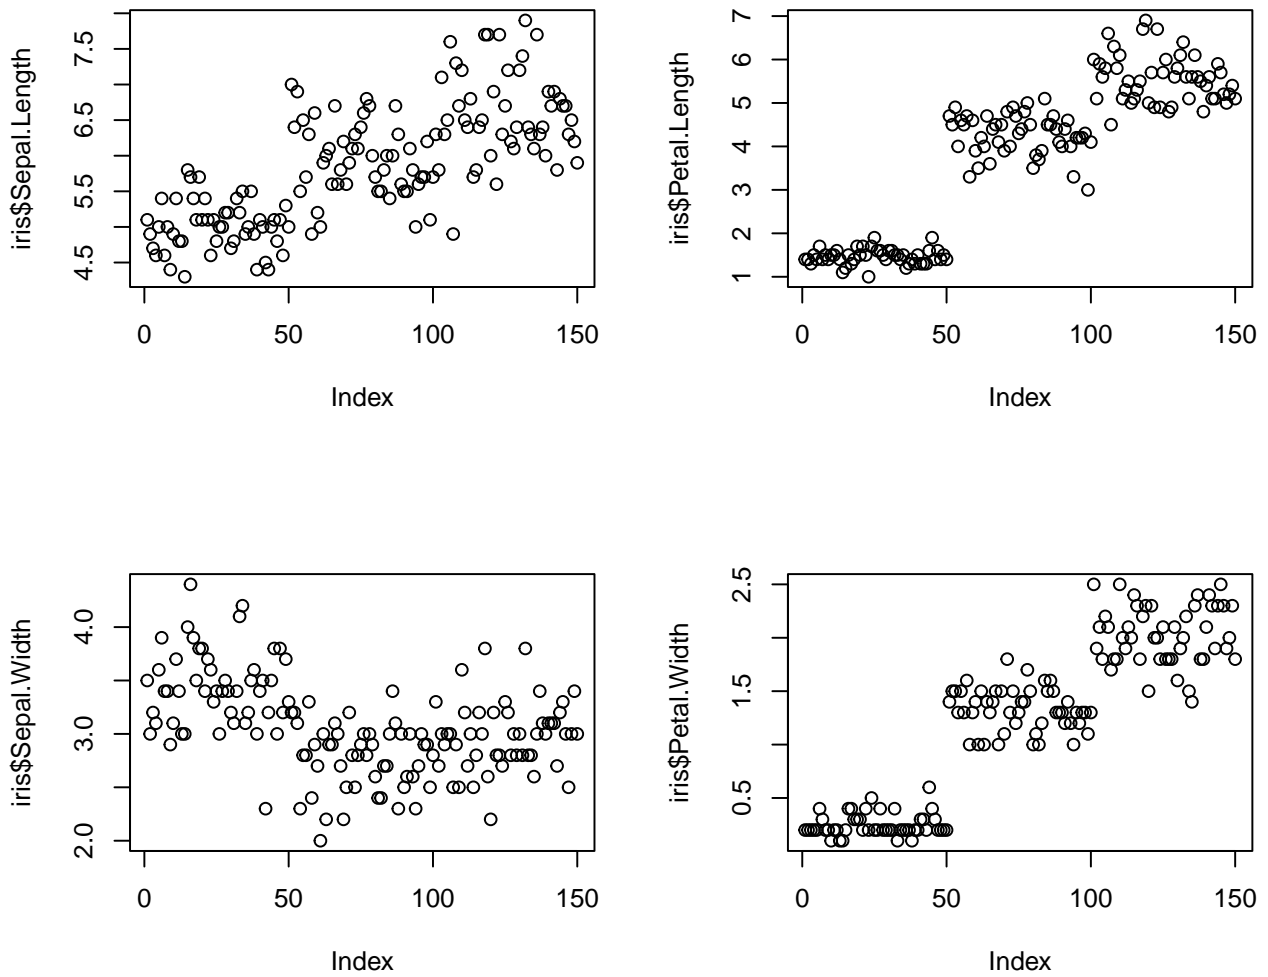 iris$Sepal.Length
4.5 5.5 6.5 7.5
0 50 100 150
Index
iris$Petal.Length
1 2 3 4 5 6 7
0 50 100 150
Index
iris$Sepal.Width
2.0 3.0 4.0
0 50 100 150
Index
iris$Petal.Width
0.5 1.5 2.5
0 50 100 150
Index